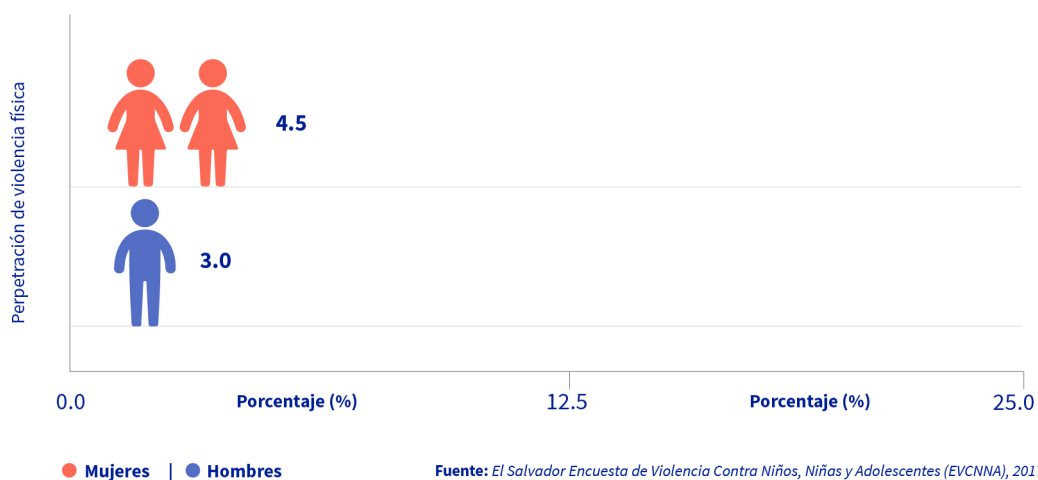 Perpetración de violencia física
4.5
3.0
0.0
Porcentaje (%)
12.5
Porcentaje (%)
25.0
Mujeres | Hombres
Fuente: El Salvador Encuesta de Violencia Contra Niños, Niñas y Adolescentes (EVCNNA),